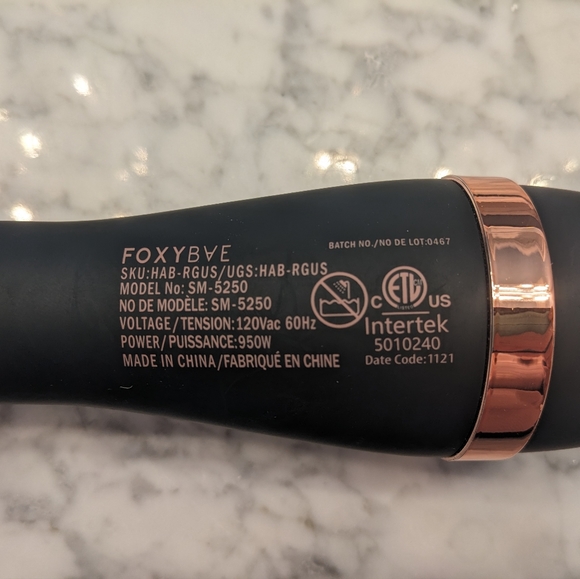 FOXYBAE
BATCH NO./NO DE LOT:0467
SKU:HAB-RGUS/UGS:HAB-RGUS
MODEL No: SM-5250
NO DE MODÈLE: SM-5250
VOLTAGE/TENSION:120Vac 60Hz
POWER/PUISSANCE:950W
MADE IN CHINA/FABRIQUÉ EN CHINE
C ETL US
Intertek
5010240
Date Code:1121